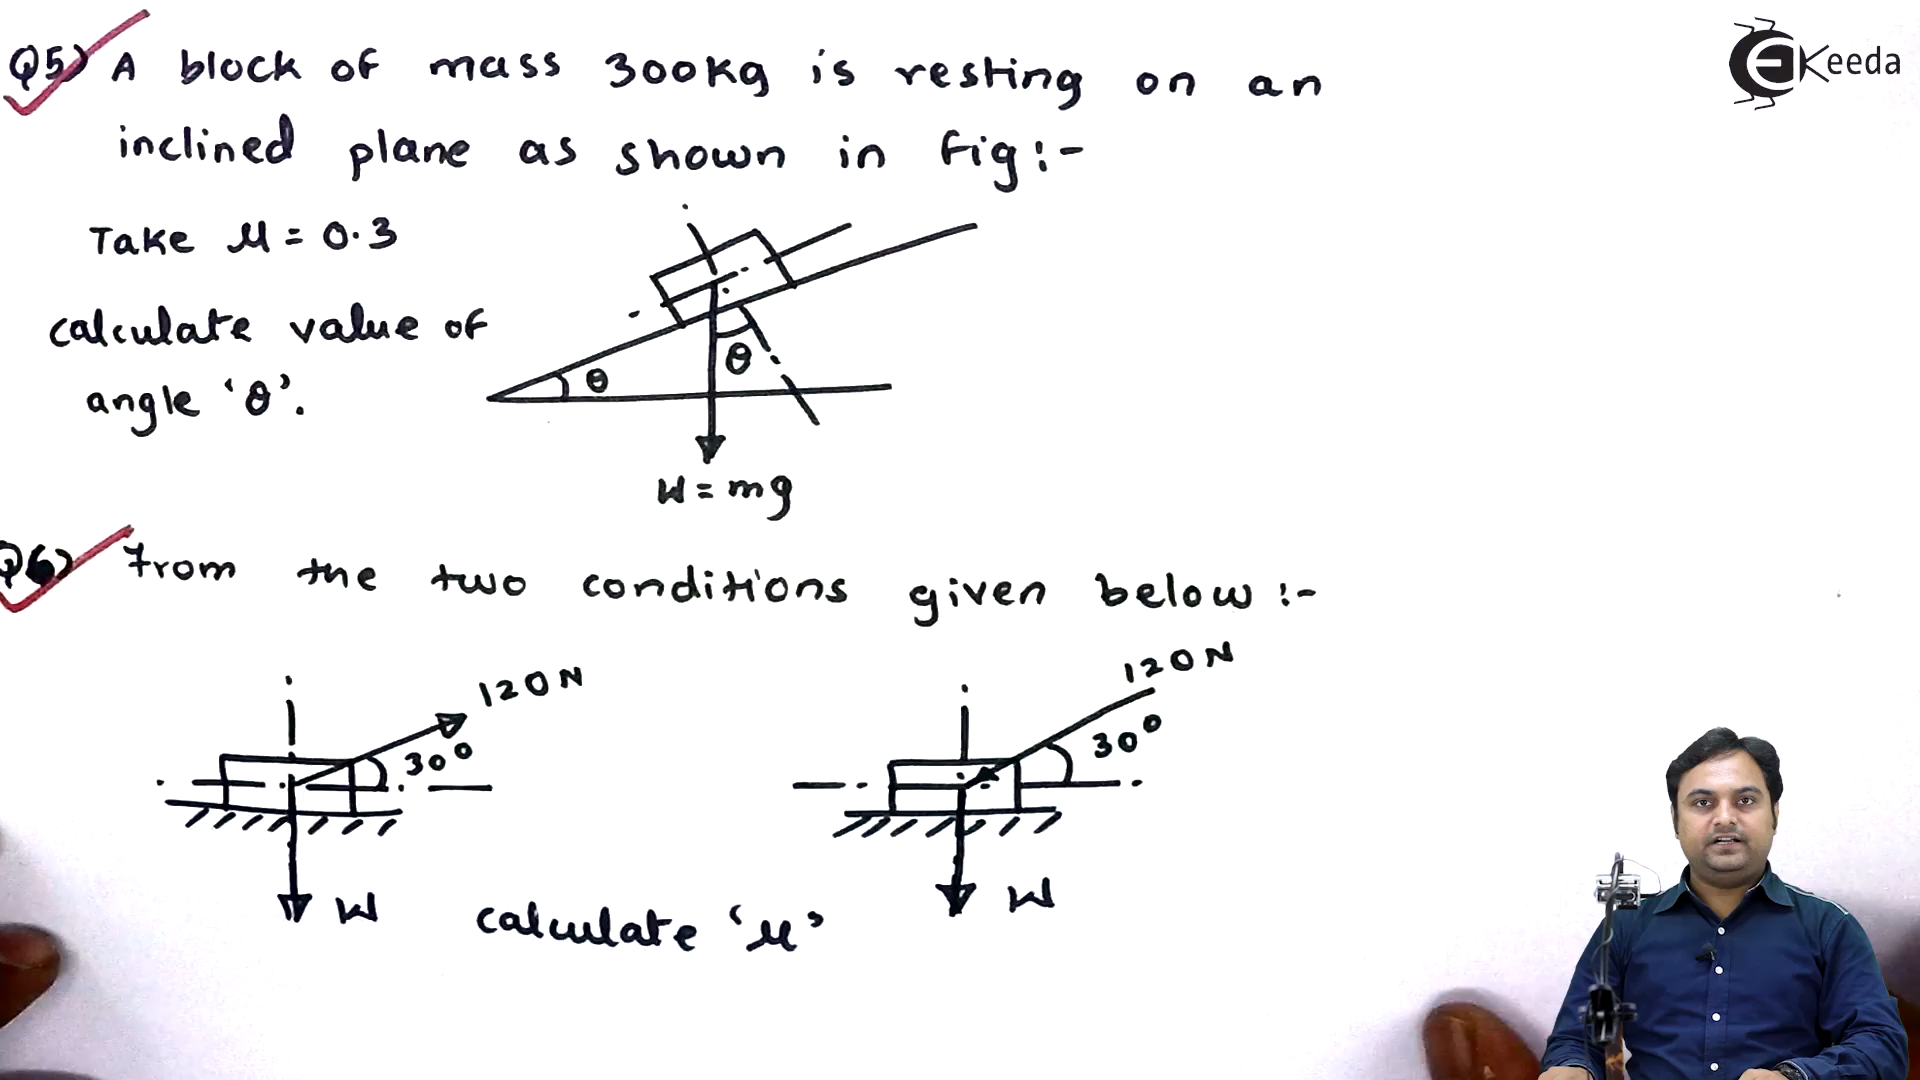 Q5) A block of mass 300kg is resting on an
inclined plane as shown in fig:-
Take μ = 0.3
calculate value of
angle 'θ'.
θ
θ
W = mg
Q6) From the two conditions given below :-
120N
30°
W
120N
30°
W
calculate 'μ'
eKeeda